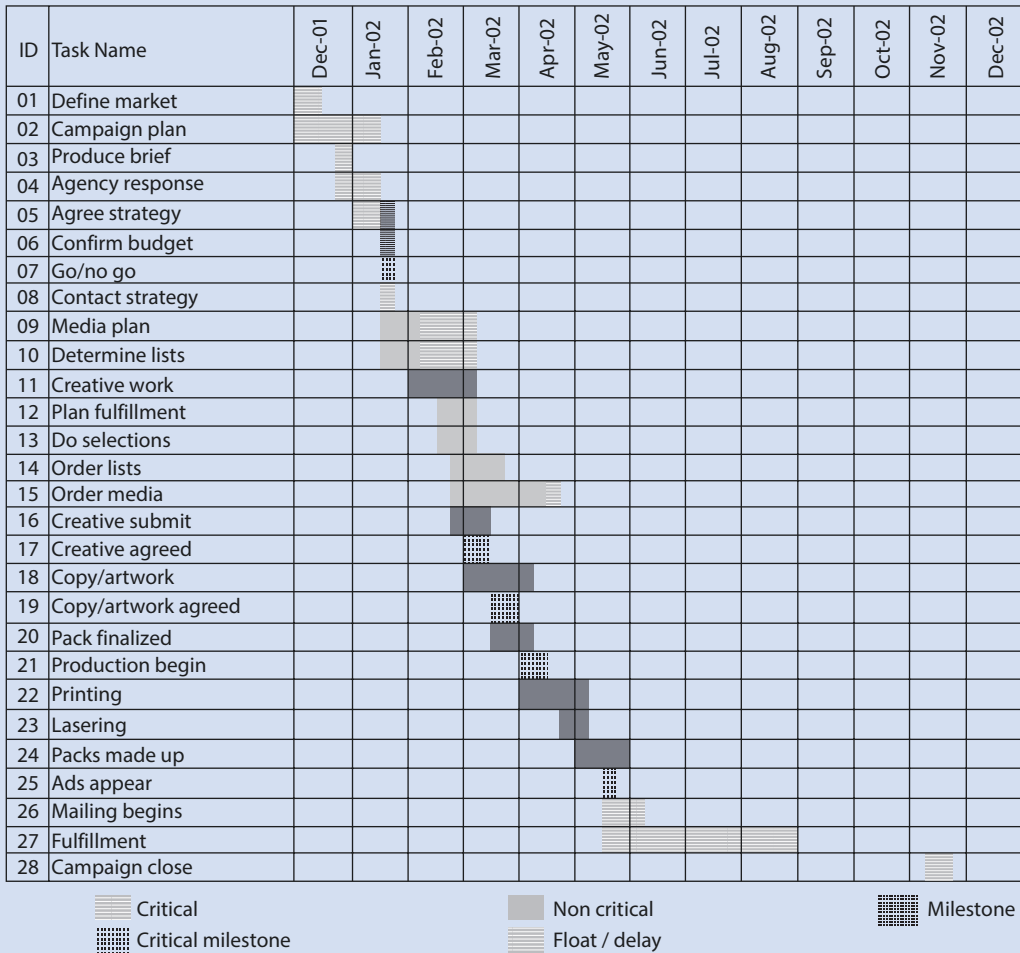 ID Task Name Dec-01 Jan-02 Feb-02 Mar-02 Apr-02 May-02 Jun-02 Jul-02 Aug-02 Sep-02 Oct-02 Nov-02 Dec-02
01 Define market
02 Campaign plan
03 Produce brief
04 Agency response
05 Agree strategy
06 Confirm budget
07 Go/no go
08 Contact strategy
09 Media plan
10 Determine lists
11 Creative work
12 Plan fulfillment
13 Do selections
14 Order lists
15 Order media
16 Creative submit
17 Creative agreed
18 Copy/artwork
19 Copy/artwork agreed
20 Pack finalized
21 Production begin
22 Printing
23 Lasering
24 Packs made up
25 Ads appear
26 Mailing begins
27 Fulfillment
28 Campaign close
Critical Non critical Milestone
Critical milestone Float / delay